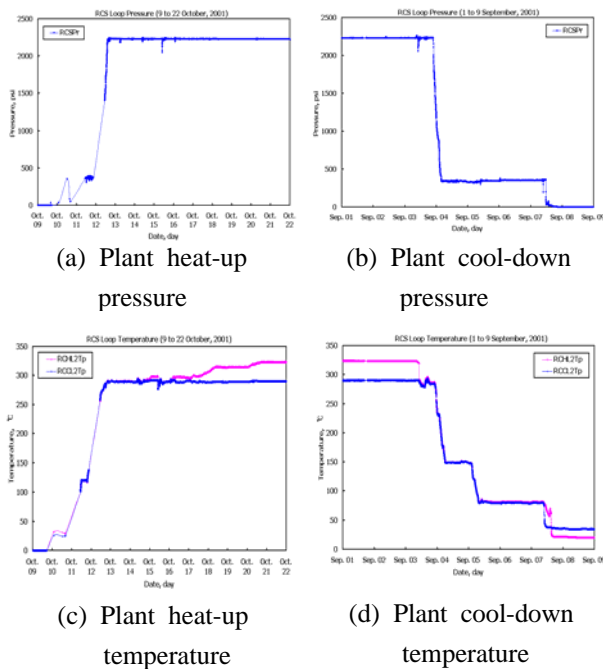 RCS Loop Pressure (9 to 22 October, 2001)
RCSPr
Pressure, psi
2500
2000
1500
1000
500
0
Oct. 09 Oct. 10 Oct. 11 Oct. 12 Oct. 13 Oct. 14 Oct. 15 Oct. 16 Oct. 17 Oct. 18 Oct. 19 Oct. 20 Oct. 21 Oct. 22
Date, day
(a) Plant heat-up
pressure
RCS Loop Pressure (1 to 9 September, 2001)
RCSPr
Pressure, psi
2500
2000
1500
1000
500
0
Sep. 01 Sep. 02 Sep. 03 Sep. 04 Sep. 05 Sep. 06 Sep. 07 Sep. 08 Sep. 09
Date, day
(b) Plant cool-down
pressure
RCS Loop Temperature (9 to 22 October, 2001)
RCHL2Tp
RCCL2Tp
Temperature, ℃
350
300
250
200
150
100
50
0
Oct. 09 Oct. 10 Oct. 11 Oct. 12 Oct. 13 Oct. 14 Oct. 15 Oct. 16 Oct. 17 Oct. 18 Oct. 19 Oct. 20 Oct. 21 Oct. 22
Date, day
(c) Plant heat-up
temperature
RCS Loop Temperature (1 to 9 September, 2001)
RCHL2Tp
RCCL2Tp
Temperature, ℃
350
300
250
200
150
100
50
0
Sep. 01 Sep. 02 Sep. 03 Sep. 04 Sep. 05 Sep. 06 Sep. 07 Sep. 08 Sep. 09
Date, day
(d) Plant cool-down
temperature